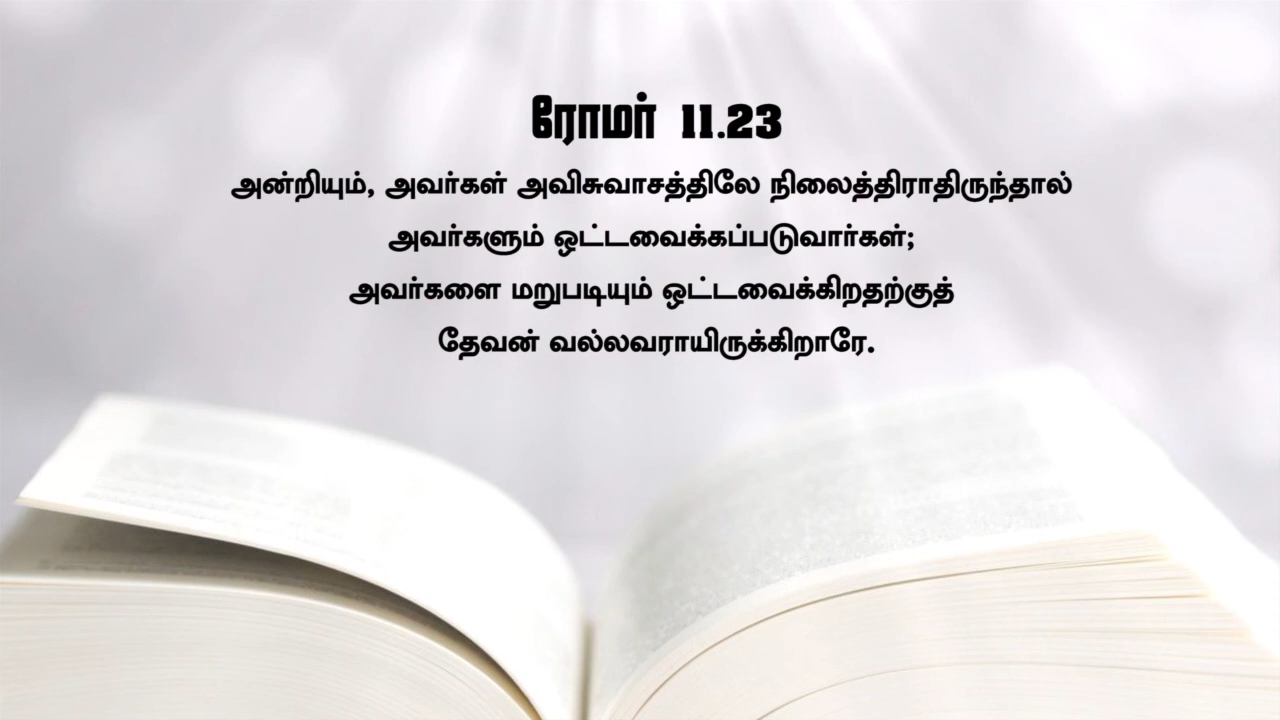 ரோமர் 11.23
அன்றியும், அவர்கள் அவிசுவாசத்திலே நிலைத்திராதிருந்தால்
அவர்களும் ஒட்டவைக்கப்படுவார்கள்;
அவர்களை மறுபடியும் ஒட்டவைக்கிறதற்குத்
தேவன் வல்லவராயிருக்கிறாரே.